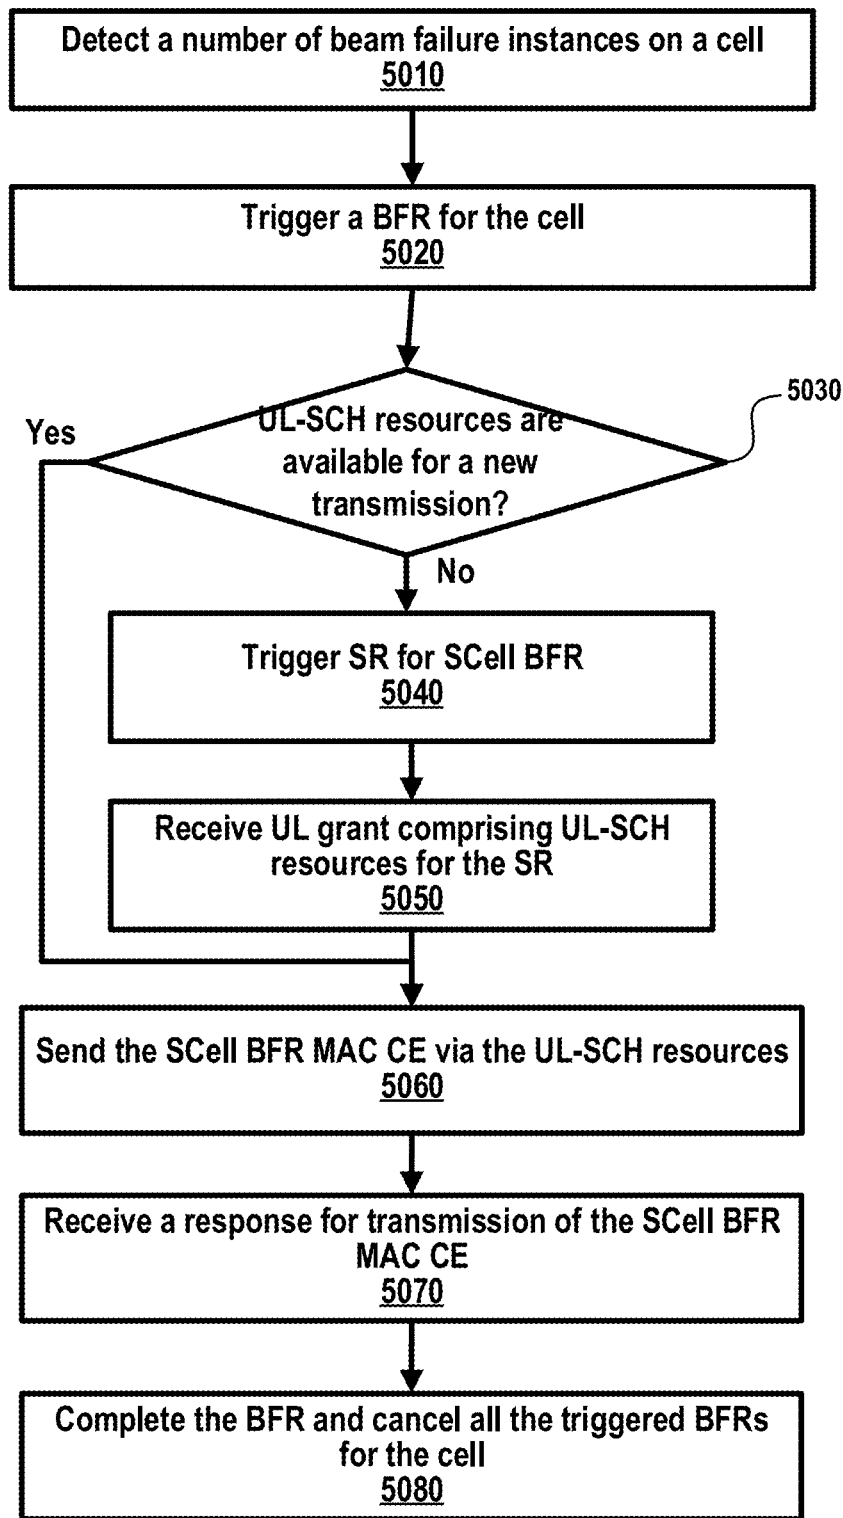 Detect a number of beam failure instances on a cell
5010
Trigger a BFR for the cell
5020
5030
Yes
UL-SCH resources are
available for a new
transmission?
No
Trigger SR for SCell BFR
5040
Receive UL grant comprising UL-SCH
resources for the SR
5050
Send the SCell BFR MAC CE via the UL-SCH resources
5060
Receive a response for transmission of the SCell BFR
MAC CE
5070
Complete the BFR and cancel all the triggered BFRs
for the cell
5080